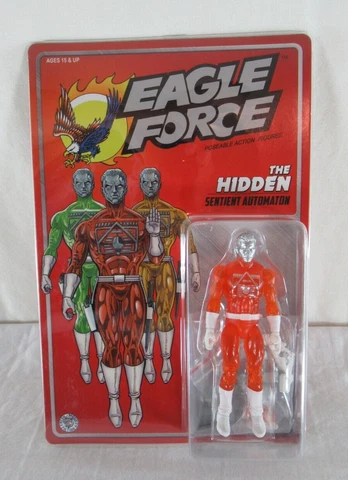 AGES 15 & UP
EAGLE
FORCE
POSEABLE ACTION FIGURES
THE
HIDDEN
SENTIENT AUTOMATON